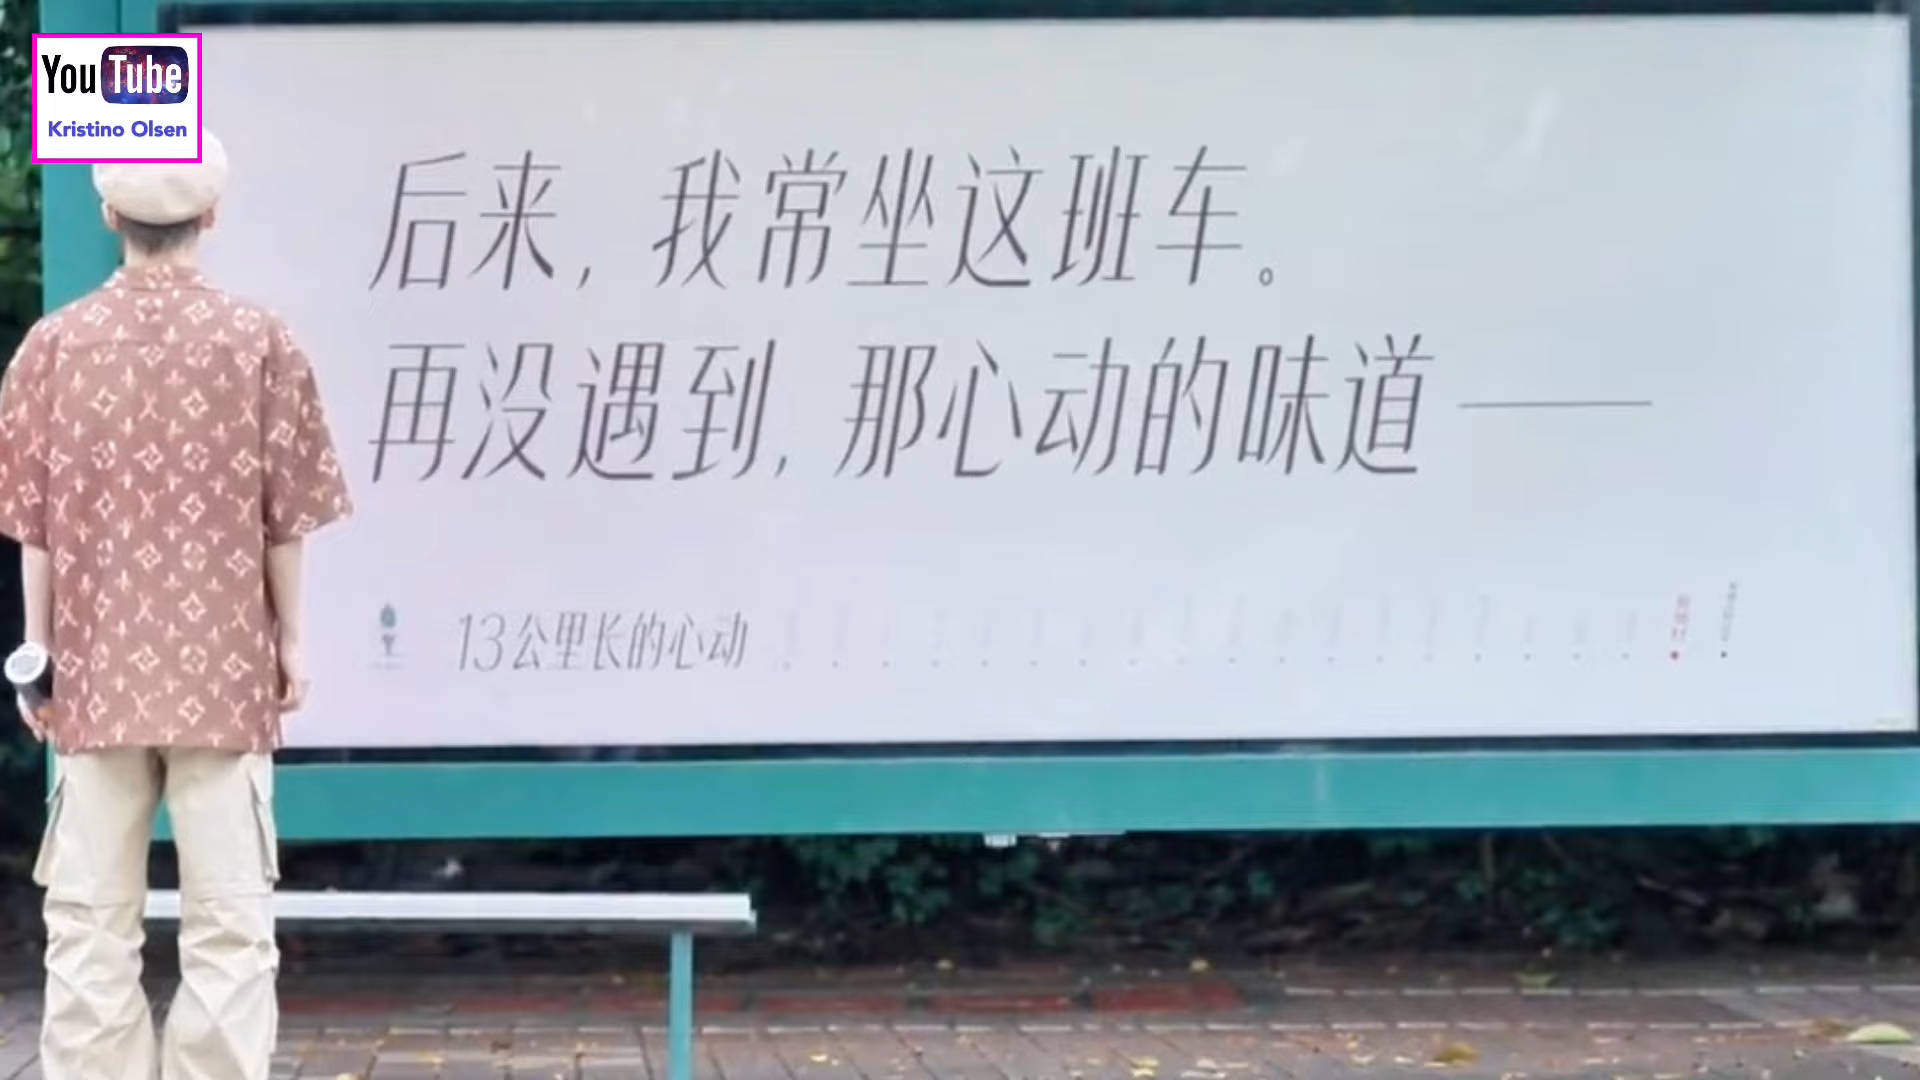 YouTube
Kristino Olsen
后来，我常坐这班车。
再没遇到，那心动的味道——
13公里长的心动